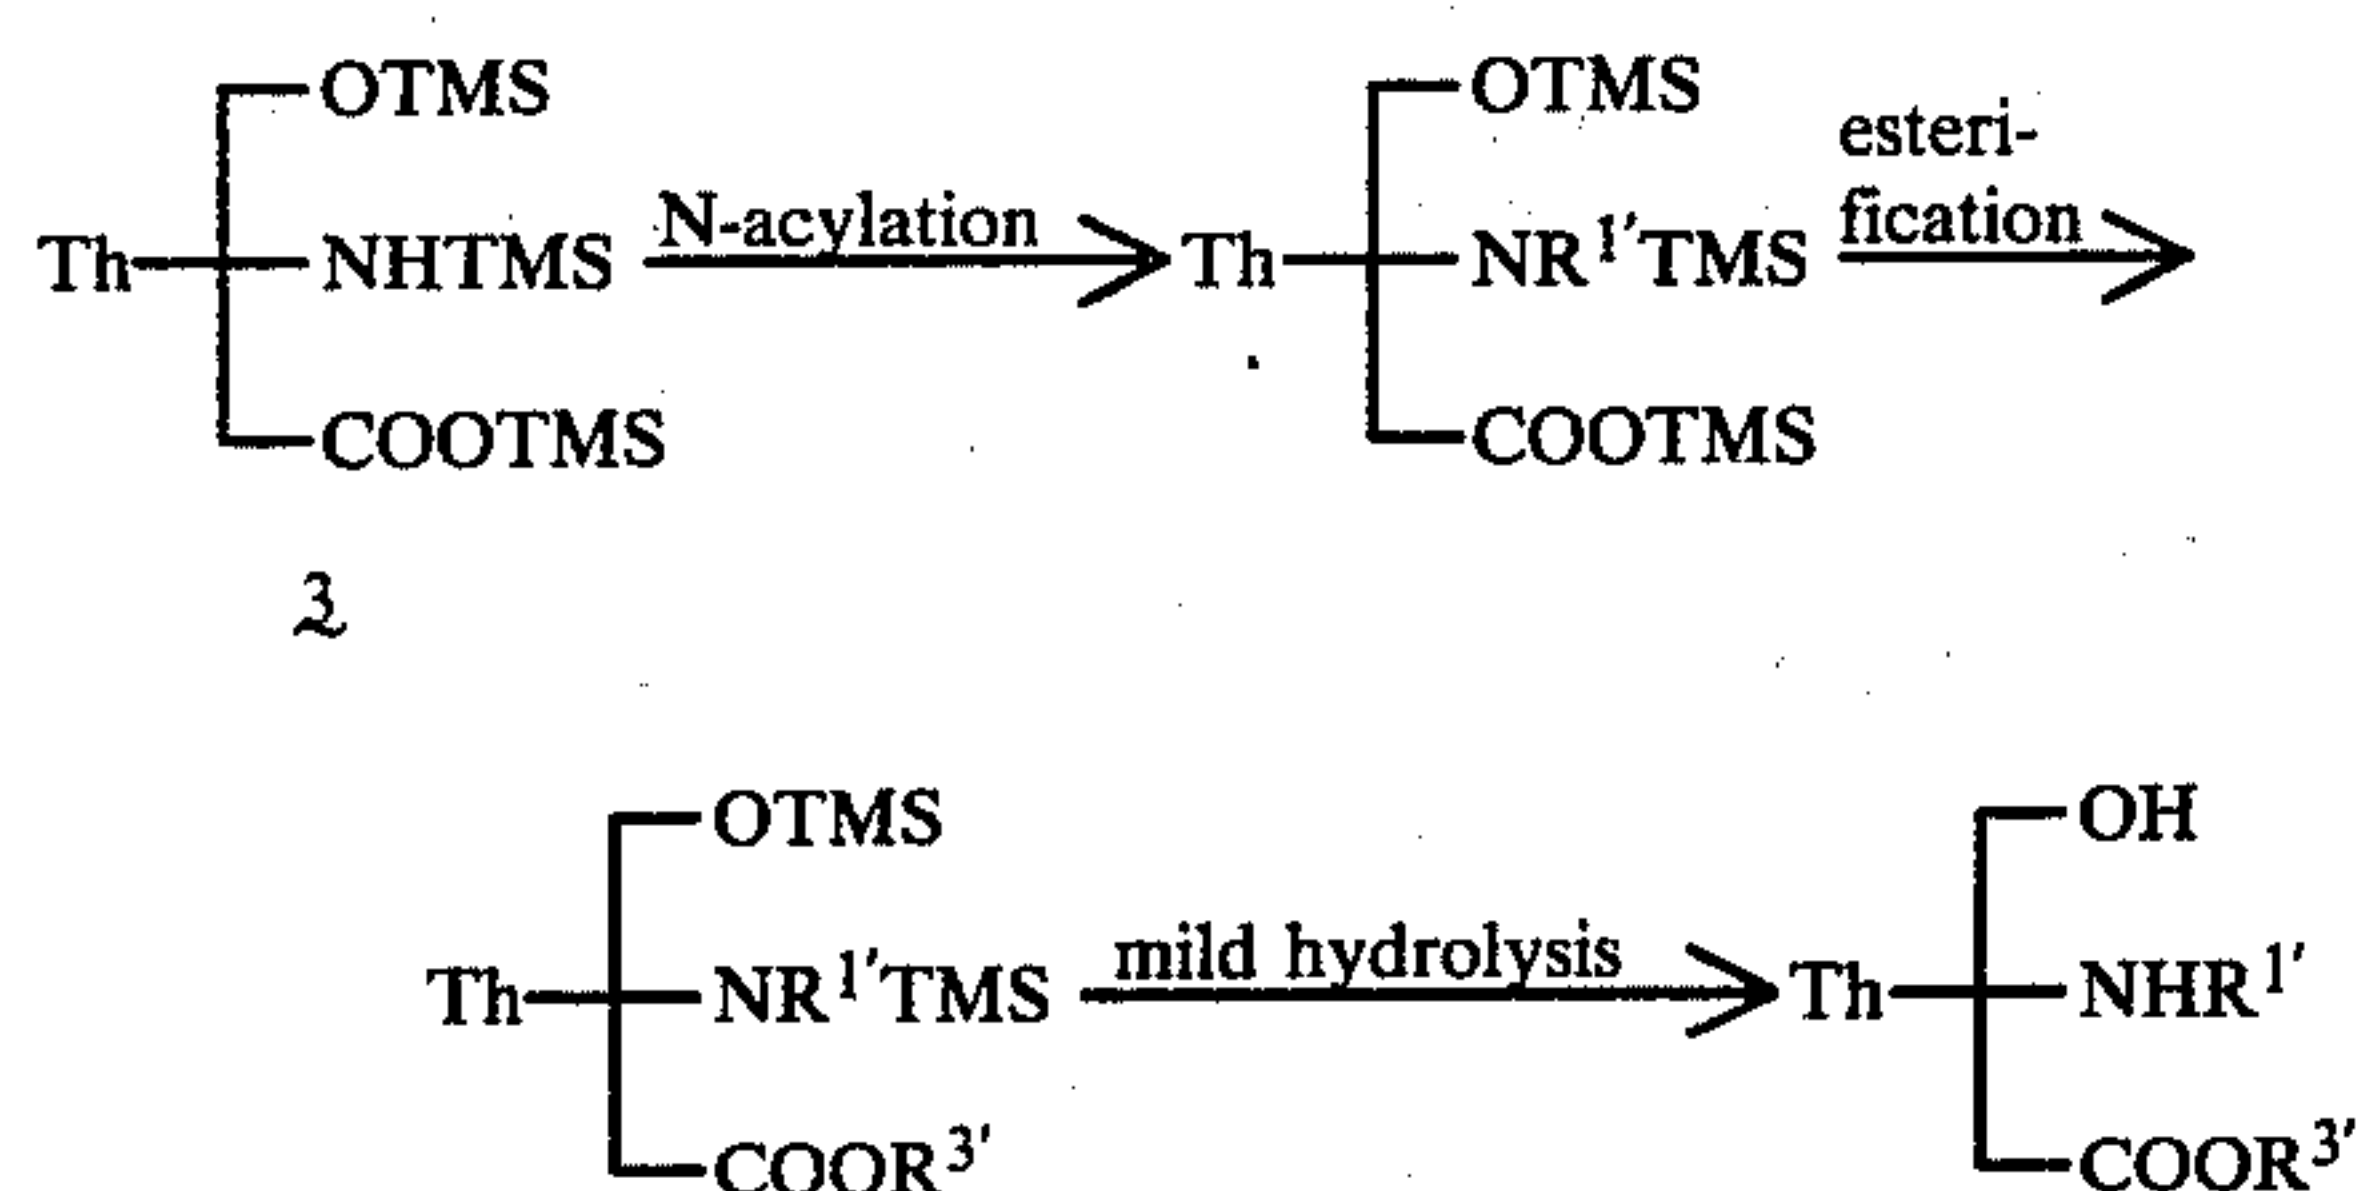 OTMS OTMS
esteri-
Th NHTMS N-acylation Th NR1'TMS fication
COOTMS COOTMS
OTMS OH
Th NR1'TMS mild hydrolysis Th NHR1'
COOR3' COOR3'